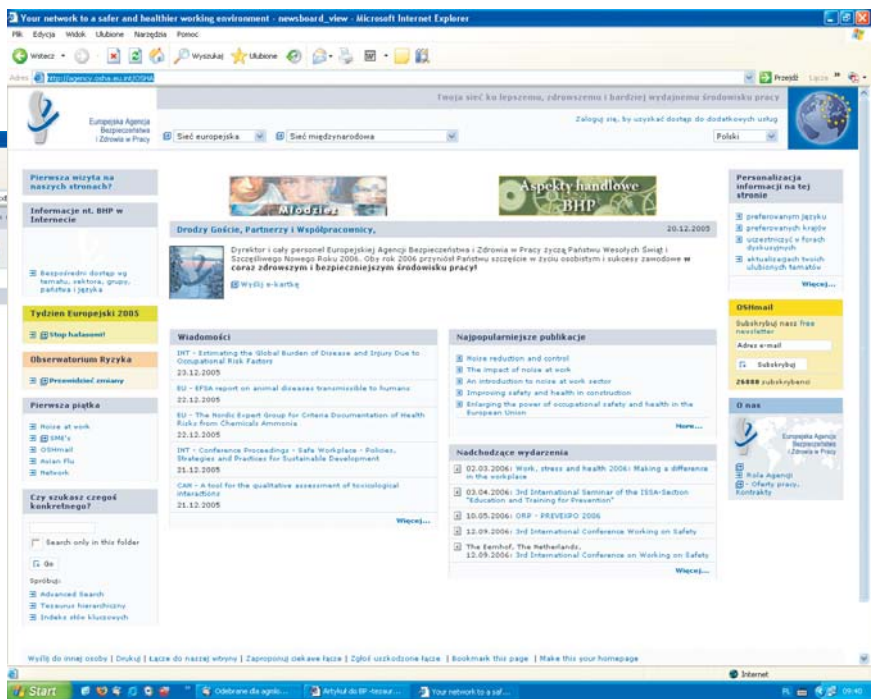 Your network to a safer and healthier working environment - newsboard_view - Microsoft Internet Explorer
Plik Edycja Widok Ulubione Narzędzia Pomoc
Wstecz Wyszukaj Ulubione
Adres http://agency.osha.eu.int/OSHA Przejdź Łącza
Twoja sieć ku lepszemu, zdrowszemu i bardziej wydajnemu środowisku pracy
Europejska Agencja
Bezpieczeństwa
i Zdrowia w Pracy
Zaloguj się, by uzyskać dostęp do dodatkowych usług
Sieć europejska Sieć międzynarodowa Polski
Pierwsza wizyta na
naszych stronach?
Informacje nt. BHP w
Internecie
Bezpośredni dostęp wg
tematu, sektora, grupy,
państwa i języka
Tydzien Europejski 2005
Stop hałasowi!
Obserwatorium Ryzyka
Przewidzieć zmiany
Pierwsza piątka
Noise at work
SME's
OSHmail
Avian Flu
Network
Czy szukasz czegoś
konkretnego?
Search only in this folder
Go
Spróbuj:
Advanced Search
Tezaurus hierarchiczny
Indeks słów kluczowych
Młodzież
Aspekty handlowe
BHP
Drodzy Goście, Partnerzy i Współpracownicy, 20.12.2005
Dyrektor i cały personel Europejskiej Agencji Bezpieczeństwa i Zdrowia w Pracy życzą Państwu Wesołych Świąt i
Szczęśliwego Nowego Roku 2006. Oby rok 2006 przyniósł Państwu szczęście w życiu osobistym i sukcesy zawodowe w
coraz zdrowszym i bezpieczniejszym środowisku pracy!
Wyślij e-kartkę
Wiadomości
INT - Estimating the Global Burden of Disease and Injury Due to
Occupational Risk Factors
23.12.2005
EU - EFSA report on animal diseases transmissible to humans
22.12.2005
EU - The Nordic Expert Group for Criteria Documentation of Health
Risks from Chemicals Ammonia
22.12.2005
INT - Conference Proceedings - Safe Workplace - Policies,
Strategies and Practices for Sustainable Development
21.12.2005
CAN - A tool for the qualitative assessment of toxicological
interactions
21.12.2005
Więcej...
Najpopularniejsze publikacje
Noise reduction and control
The impact of noise at work
An introduction to noise at work sector
Improving safety and health in construction
Enlarging the power of occupational safety and health in the
European Union
More...
Nadchodzące wydarzenia
02.03.2006: Work, stress and health 2006: Making a difference
in the workplace
03.04.2006: 3rd International Seminar of the ISSA-Section
"Education and Training for Prevention"
10.05.2006: ORP - PREVEXPO 2006
12.09.2006: 3rd International Conference Working on Safety
The Eemhof, The Netherlands,
12.09.2006: 3rd International Conference on Working on Safety
Więcej...
Personalizacja
informacji na tej
stronie
preferowanym języku
preferowanych krajów
uczestniczyć w forach
dyskusyjnych
aktualizacjach twoich
ulubionych tematów
Więcej...
OSHmail
Subskrybuj nasz free
newsletter
Adres e-mail
Subskrybuj
26880 subskrybenci
O nas
Europejska Agencja
Bezpieczeństwa
i Zdrowia w Pracy
Rola Agencji
- Oferty pracy,
Kontrakty
Wyślij do innej osoby | Drukuj | Łącze do naszej witryny | Zaproponuj ciekawe łącze | Zgłoś uszkodzone łącze | Bookmark this page | Make this your homepage
Internet
Start Odebrane dla agnie... Artykuł do BP -tezaur... Your network to a saf... PL 09:40